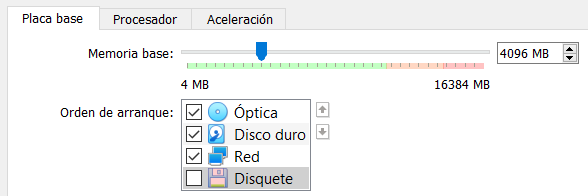 Placa base Procesador Aceleración
Memoria base: 4096 MB
4 MB 16384 MB
Orden de arranque: Óptica
Disco duro
Red
Disquete